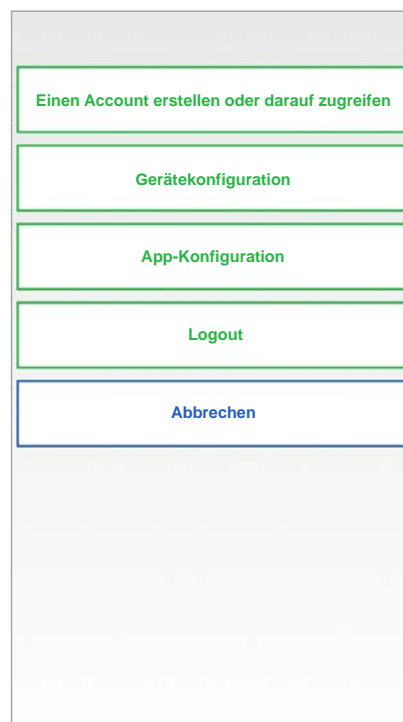 Einen Account erstellen oder darauf zugreifen
Gerätekonfiguration
App-Konfiguration
Logout
Abbrechen